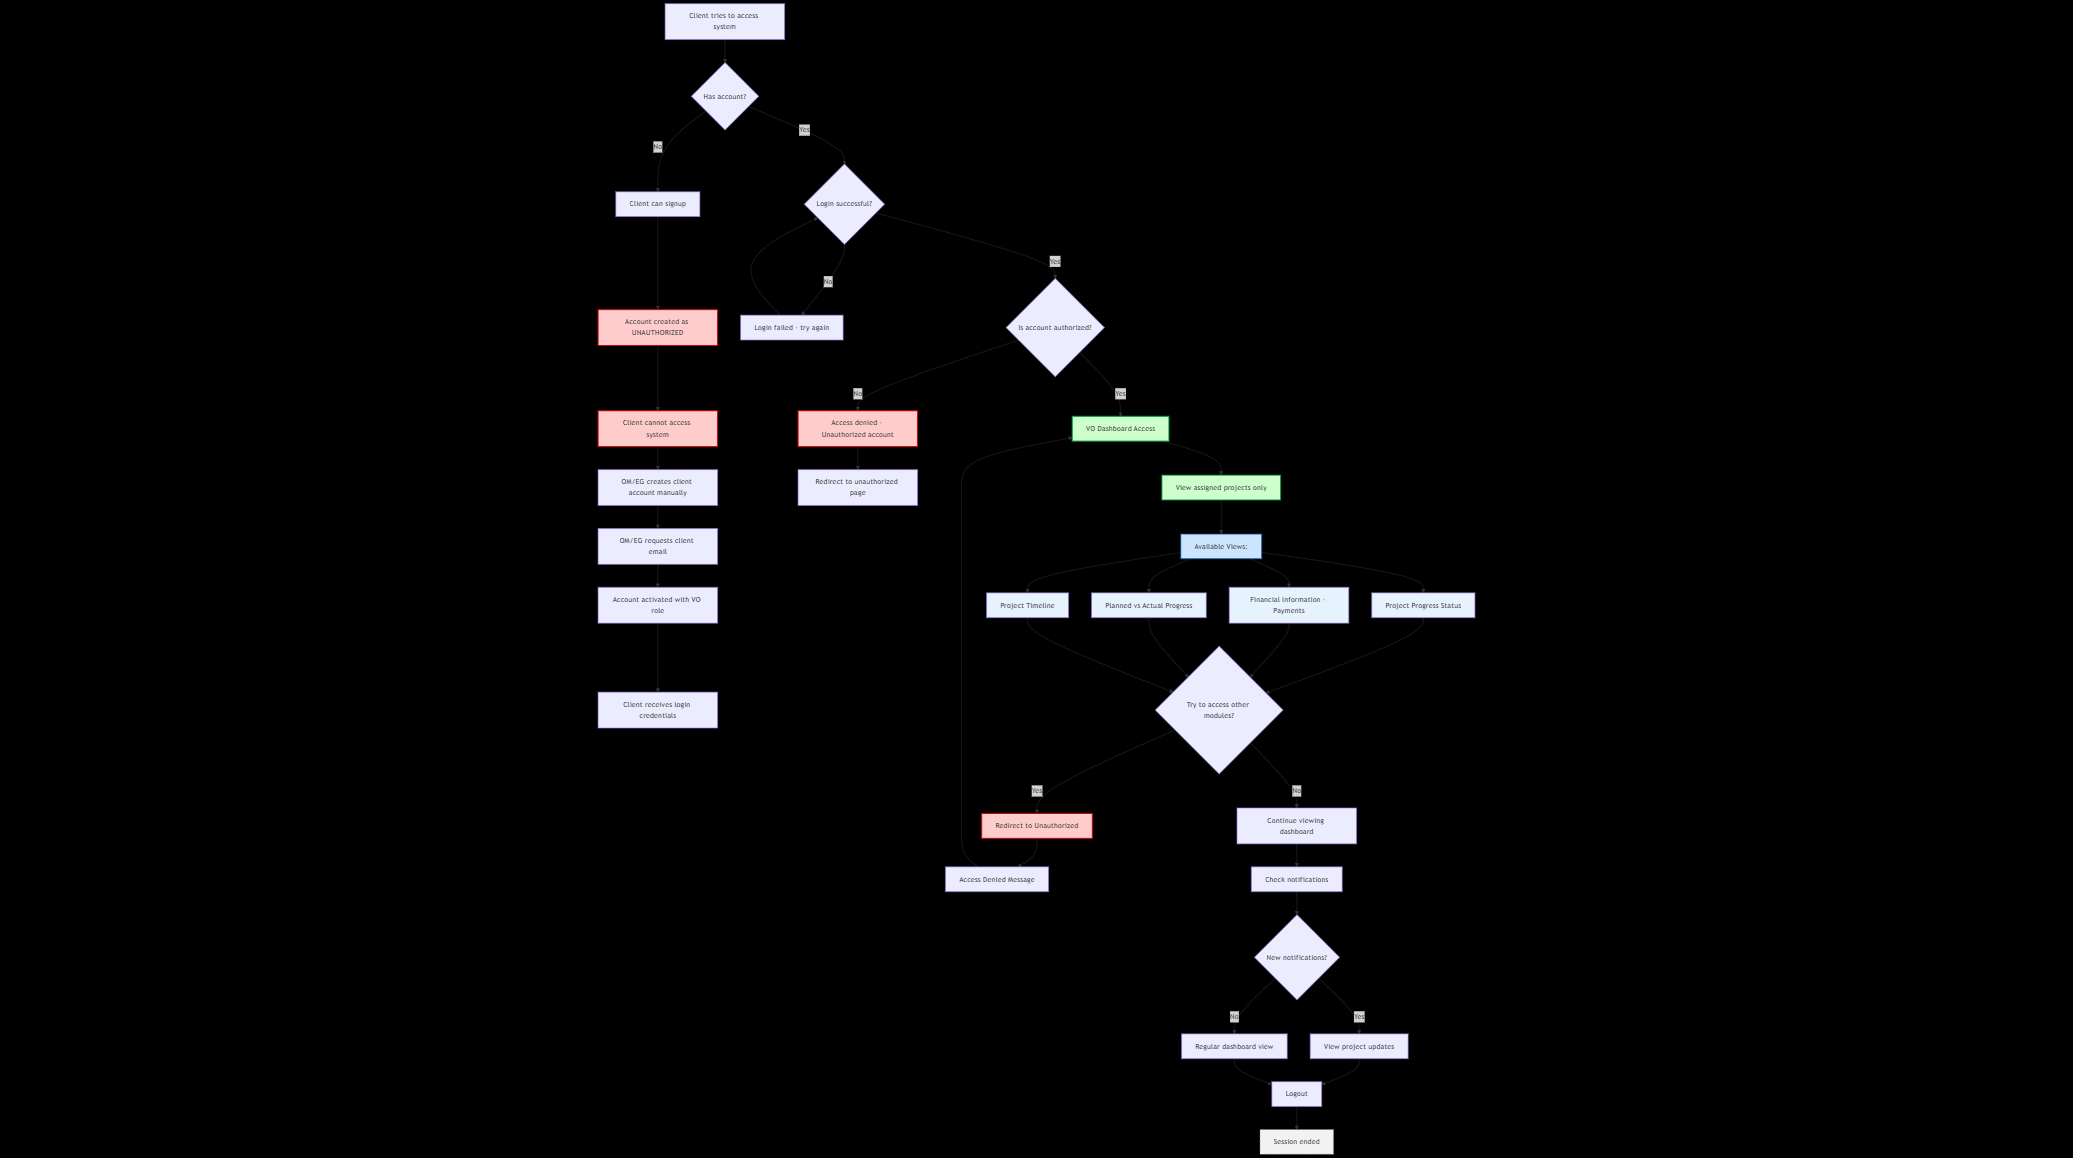 Client tries to access
system
Has account?
Yes
No
Client can signup
Login successful?
Yes
No
Account created as
UNAUTHORIZED
Login failed - try again
Is account authorized?
No
Yes
Client cannot access
system
Access denied -
Unauthorized account
VO Dashboard Access
OM/EG creates client
account manually
Redirect to unauthorized
page
View assigned projects only
OM/EG requests client
email
Available Views:
Account activated with VO
role
Project Timeline
Planned vs Actual Progress
Financial Information -
Payments
Project Progress Status
Client receives login
credentials
Try to access other
modules?
Yes
No
Redirect to Unauthorized
Continue viewing
dashboard
Access Denied Message
Check notifications
New notifications?
No
Yes
Regular dashboard view
View project updates
Logout
Session ended